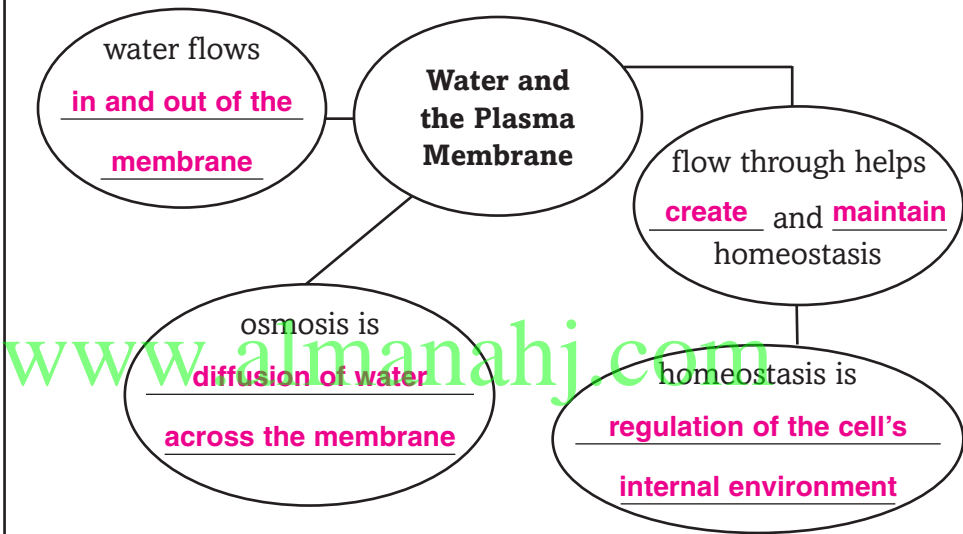 water flows
in and out of the
membrane
Water and
the Plasma
Membrane
flow through helps
create and maintain
homeostasis
osmosis is
diffusion of water
across the membrane
www.almanahj.com
homeostasis is
regulation of the cell's
internal environment